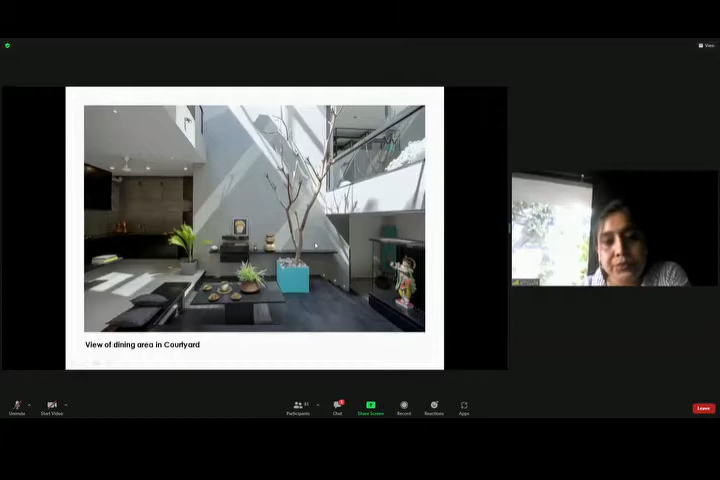 View
View of dining area in Courtyard
Unmute
Start Video
Participants
Chat
Share Screen
Record
Reactions
Apps
Leave